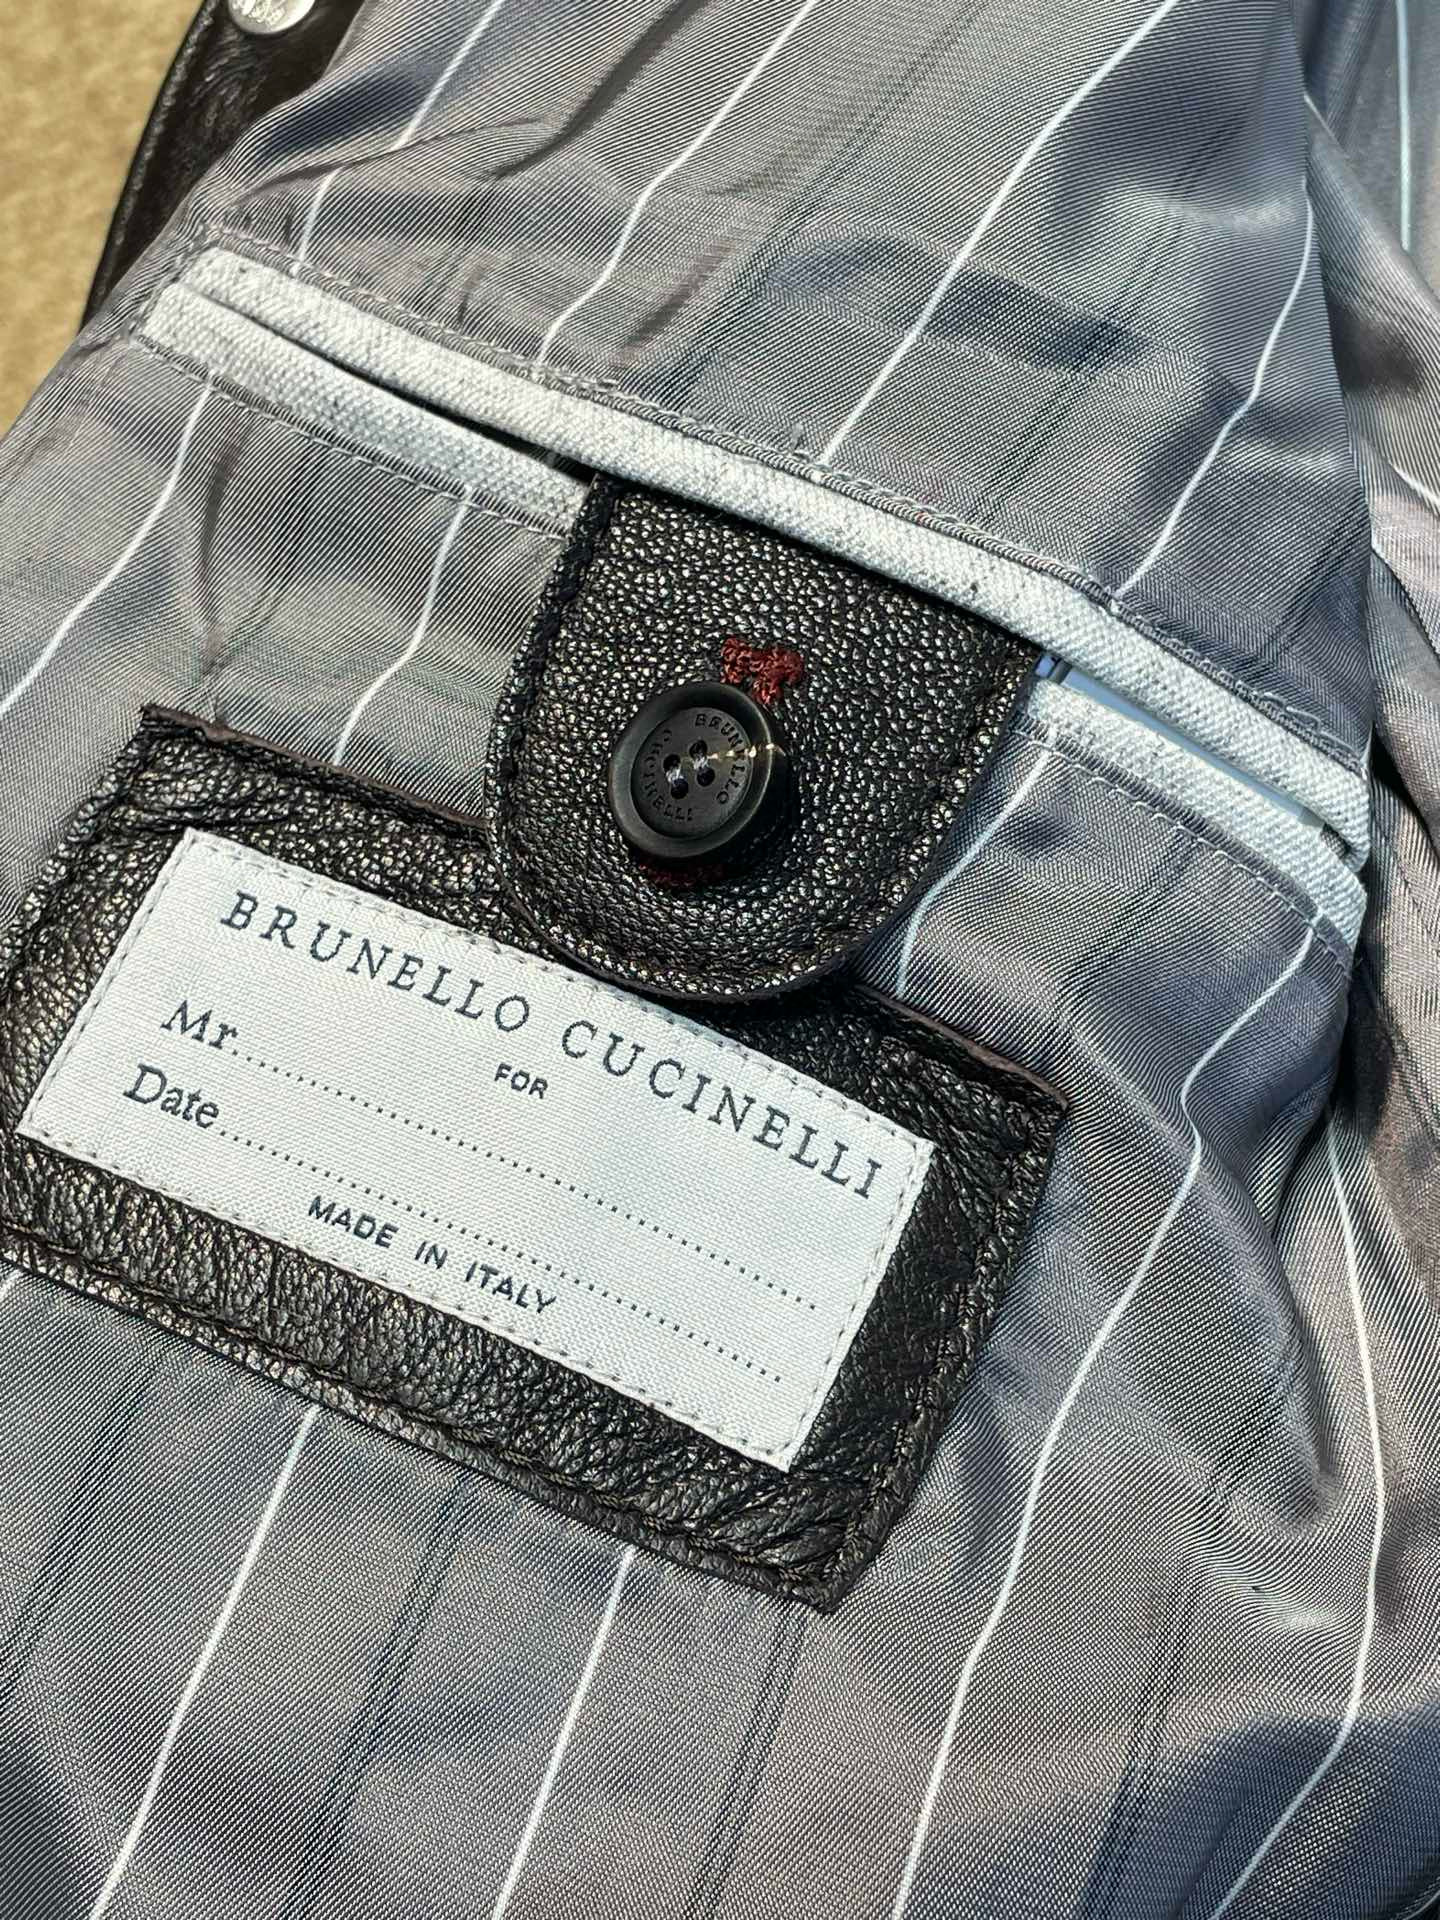 BRUNELLO
CUCINELLI
BRUNELLO CUCINELLI
FOR
Mr..............................
Date..............................
MADE IN ITALY